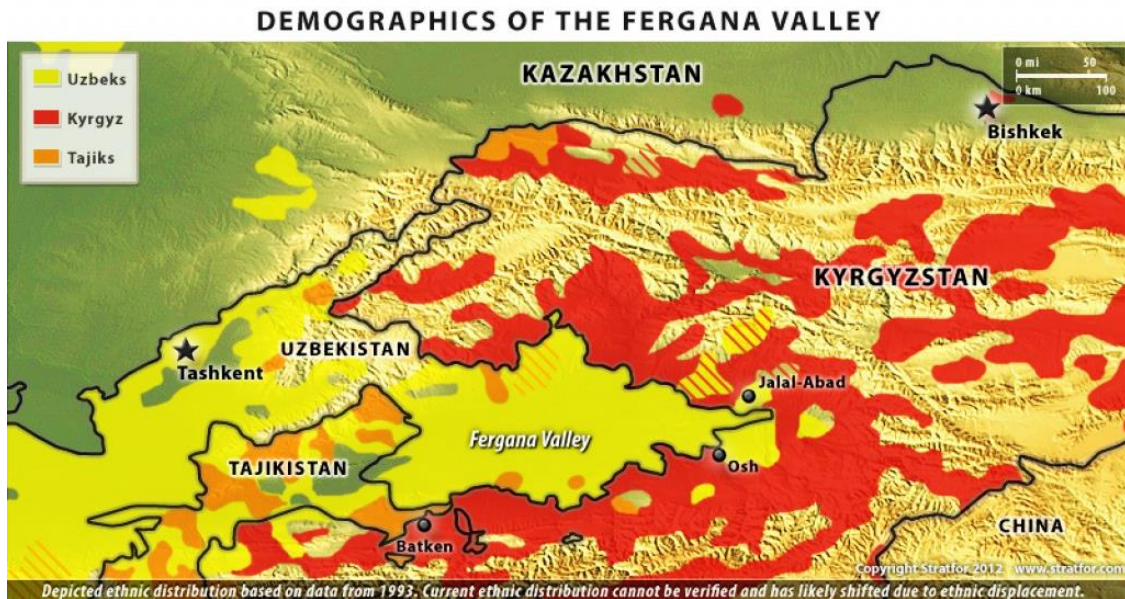 DEMOGRAPHICS OF THE FERGANA VALLEY
Uzbeks
Kyrgyz
Tajiks
KAZAKHSTAN
0 mi 50
0 km 100
Bishkek
KYRGYZSTAN
UZBEKISTAN
Tashkent
Jalal-Abad
Fergana Valley
TAJIKISTAN
Osh
CHINA
Batken
Copyright Stratfor 2012 - www.stratfor.com
Depicted ethnic distribution based on data from 1993. Current ethnic distribution cannot be verified and has likely shifted due to ethnic displacement.